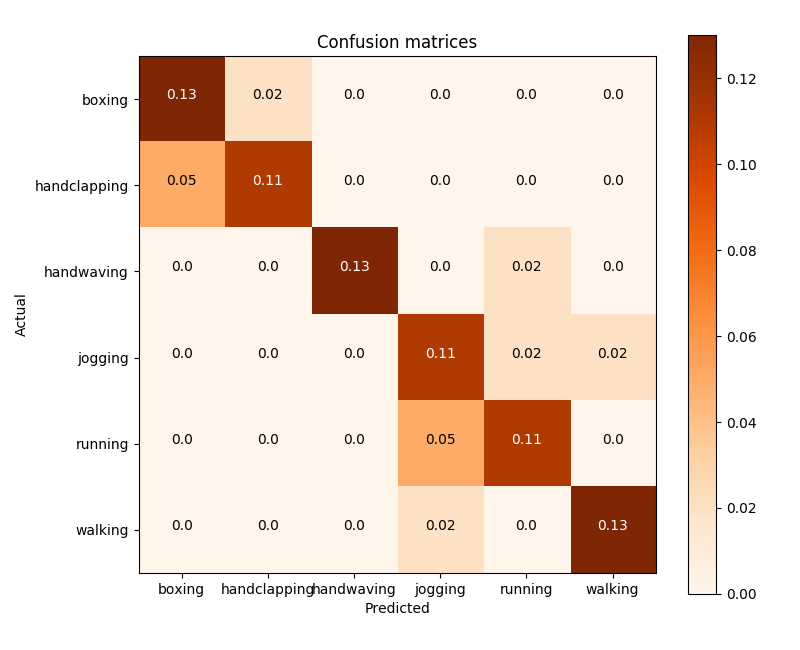 Confusion matrices
boxing 0.13 0.02 0.0 0.0 0.0 0.0
handclapping 0.05 0.11 0.0 0.0 0.0 0.0
handwaving 0.0 0.0 0.13 0.0 0.02 0.0
jogging 0.0 0.0 0.0 0.11 0.02 0.02
running 0.0 0.0 0.0 0.05 0.11 0.0
walking 0.0 0.0 0.0 0.02 0.0 0.13
boxing handclapping handwaving jogging running walking
Predicted
Actual
0.12
0.10
0.08
0.06
0.04
0.02
0.00